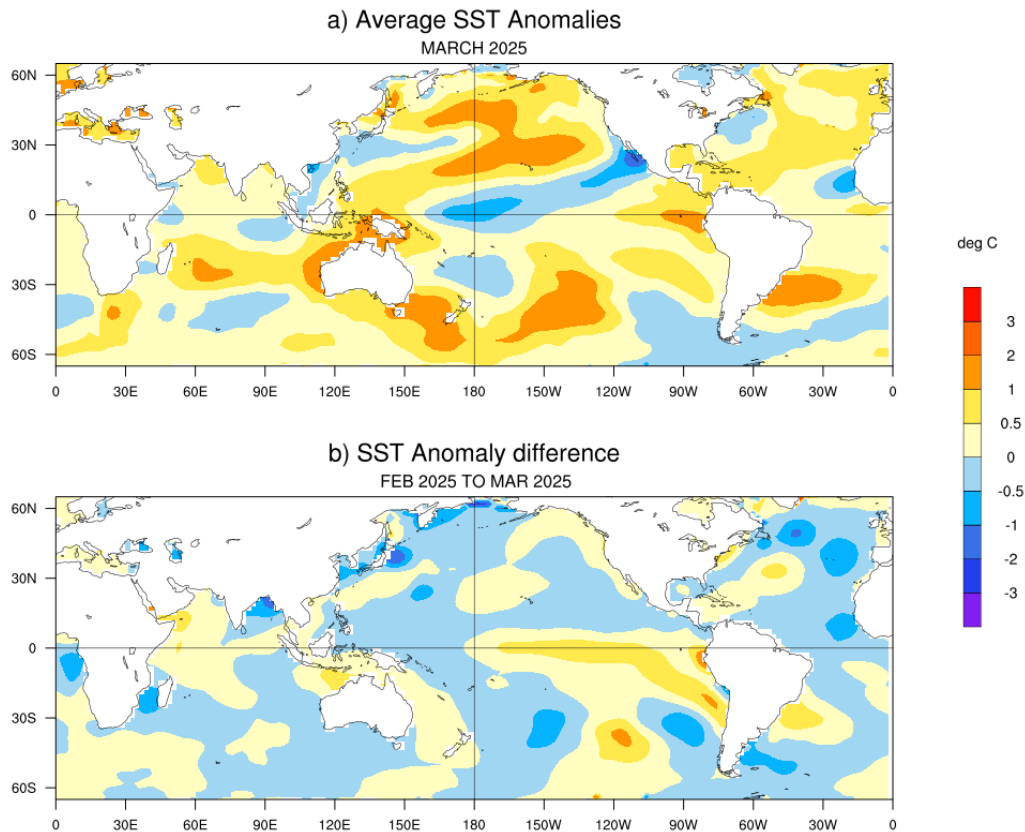 a) Average SST Anomalies
MARCH 2025
60N
30N
0
30S
60S
0 30E 60E 90E 120E 150E 180 150W 120W 90W 60W 30W 0
deg C
3
2
1
0.5
0
-0.5
-1
-2
-3
b) SST Anomaly difference
FEB 2025 TO MAR 2025
60N
30N
0
30S
60S
0 30E 60E 90E 120E 150E 180 150W 120W 90W 60W 30W 0